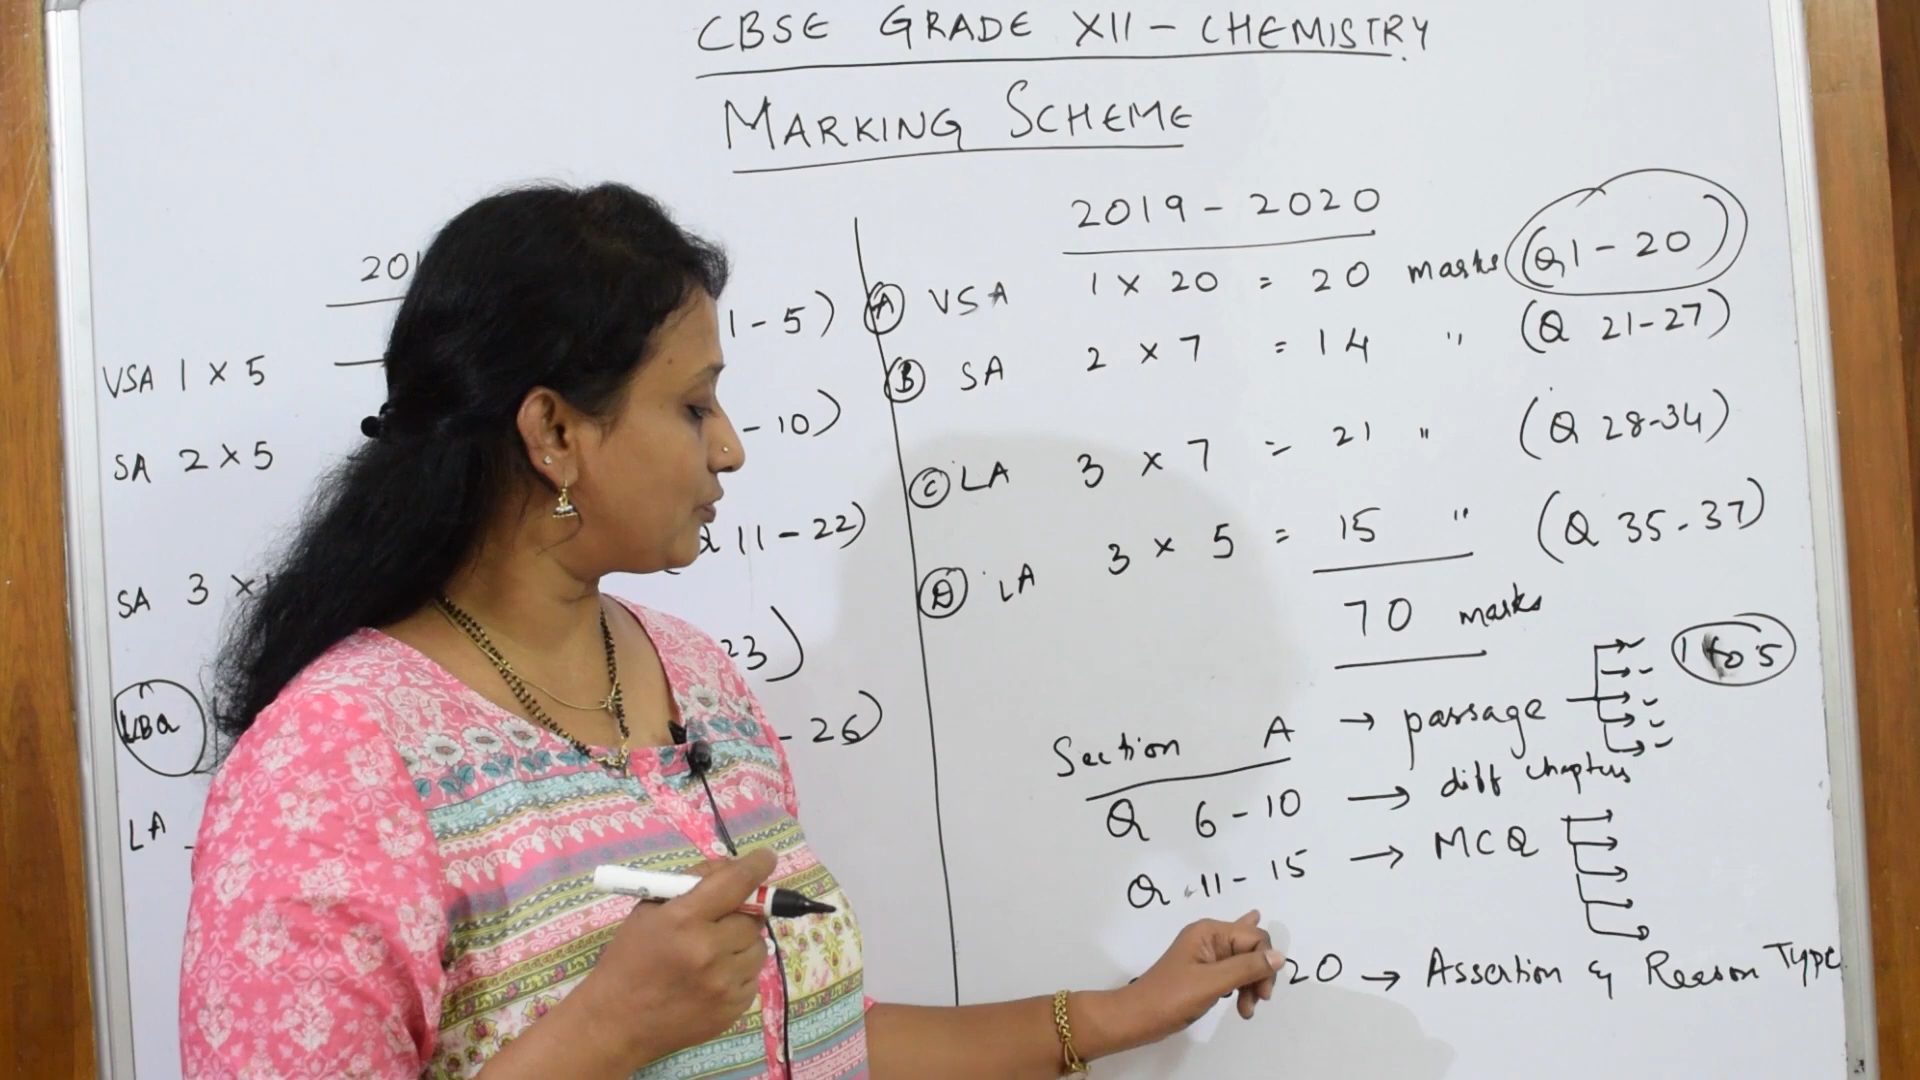 CBSE GRADE XII - CHEMISTRY
MARKING SCHEME
201
VSA 1 × 5
1 - 5)
SA 2 × 5
- 10)
SA 3 ×
Q 11 - 22)
23)
- 26)
LA
2019 - 2020
(A) VSA 1 × 20 = 20 marks (Q1 - 20)
(B) SA 2 × 7 = 14 " (Q 21-27)
(C) LA 3 × 7 = 21 " (Q 28-34)
(D) LA 3 × 5 = 15 " (Q 35-37)
70 marks
1 to 5
Section A → passage
Q 6 - 10 → diff chapters
Q 11 - 15 → MCQ
20 → Assertion & Reason Type